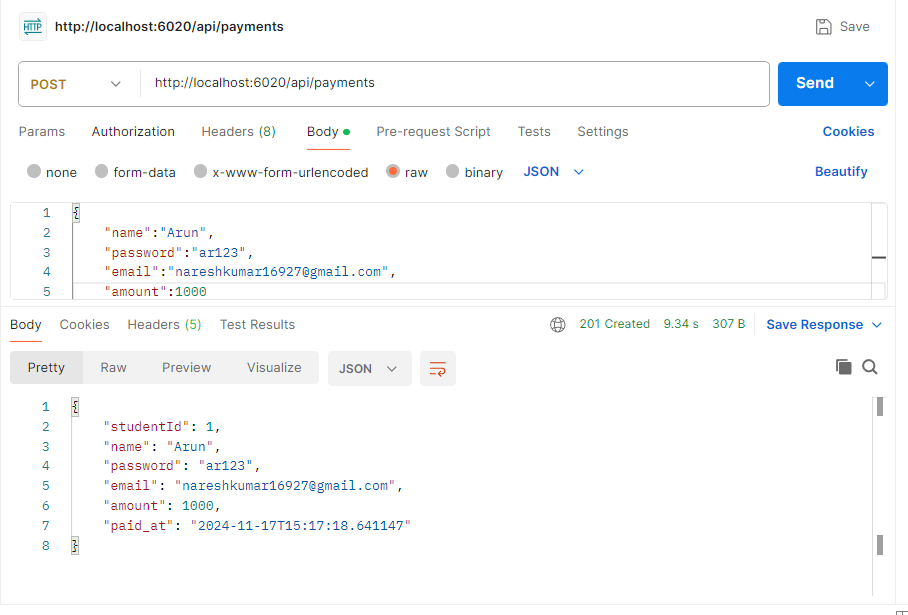 HTTP http://localhost:6020/api/payments Save
POST http://localhost:6020/api/payments Send
Params Authorization Headers (8) Body Pre-request Script Tests Settings Cookies
none form-data x-www-form-urlencoded raw binary JSON Beautify
1 {
2 "name":"Arun",
3 "password":"ar123",
4 "email":"nareshkumar16927@gmail.com",
5 "amount":1000
Body Cookies Headers (5) Test Results 201 Created 9.34 s 307 B Save Response
Pretty Raw Preview Visualize JSON
1 {
2 "studentId": 1,
3 "name": "Arun",
4 "password": "ar123",
5 "email": "nareshkumar16927@gmail.com",
6 "amount": 1000,
7 "paid_at": "2024-11-17T15:17:18.641147"
8 }